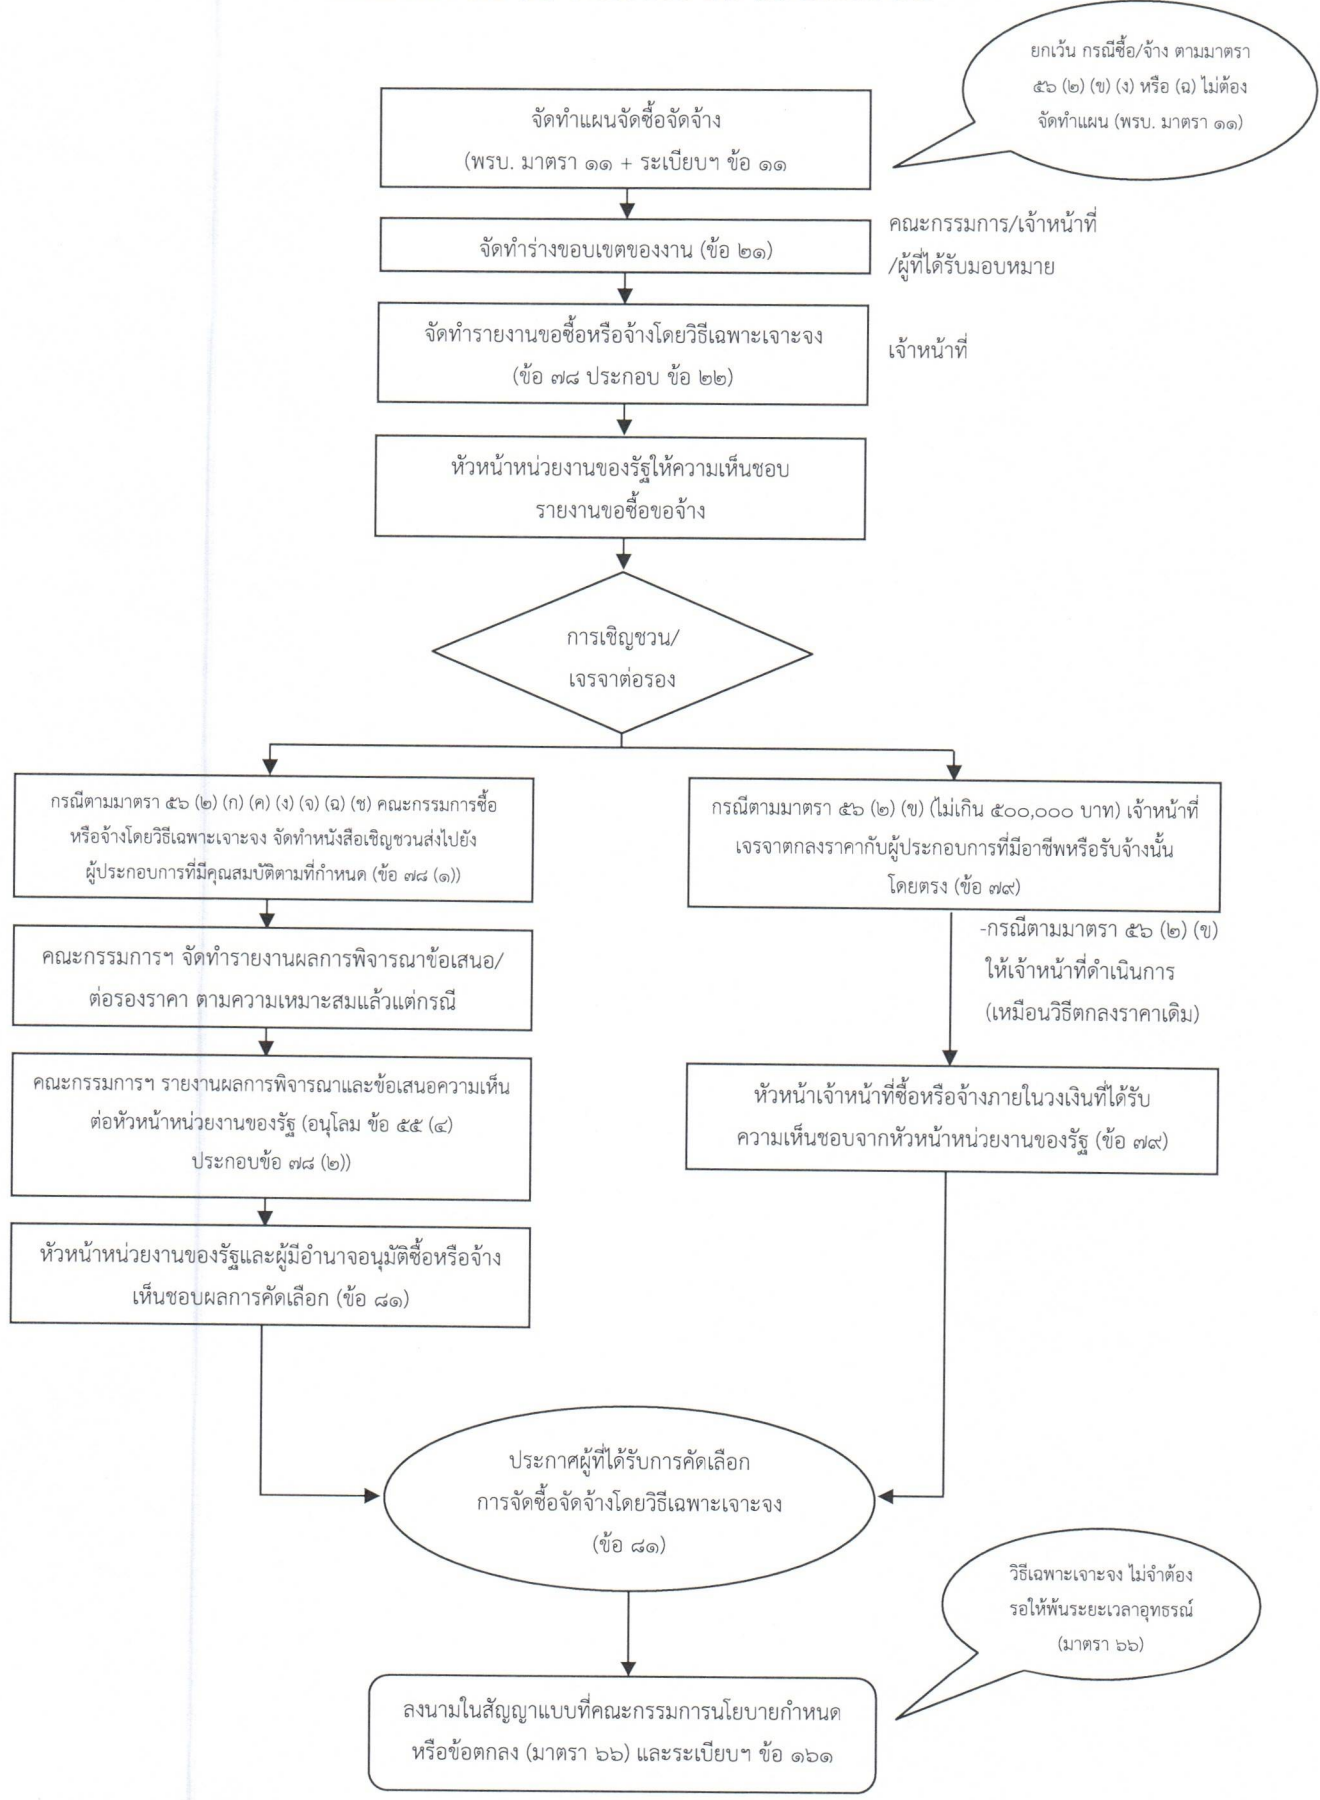 ยกเว้น กรณีซื้อ/จ้าง ตามมาตรา
๕๖ (๒) (ข) (ง) หรือ (ฉ) ไม่ต้อง
จัดทำแผน (พรบ. มาตรา ๑๑)
จัดทำแผนจัดซื้อจัดจ้าง
(พรบ. มาตรา ๑๑ + ระเบียบฯ ข้อ ๑๑
จัดทำร่างขอบเขตของงาน (ข้อ ๒๑)
คณะกรรมการ/เจ้าหน้าที่
/ผู้ที่ได้รับมอบหมาย
จัดทำรายงานขอซื้อหรือจ้างโดยวิธีเฉพาะเจาะจง
(ข้อ ๗๘ ประกอบ ข้อ ๒๒)
เจ้าหน้าที่
หัวหน้าหน่วยงานของรัฐให้ความเห็นชอบ
รายงานขอซื้อขอจ้าง
การเชิญชวน/
เจรจาต่อรอง
กรณีตามมาตรา ๕๖ (๒) (ก) (ค) (ง) (จ) (ฉ) (ช) คณะกรรมการซื้อ
หรือจ้างโดยวิธีเฉพาะเจาะจง จัดทำหนังสือเชิญชวนส่งไปยัง
ผู้ประกอบการที่มีคุณสมบัติตามที่กำหนด (ข้อ ๗๘ (๑))
กรณีตามมาตรา ๕๖ (๒) (ข) (ไม่เกิน ๕๐๐,๐๐๐ บาท) เจ้าหน้าที่
เจรจาตกลงราคากับผู้ประกอบการที่มีอาชีพหรือรับจ้างนั้น
โดยตรง (ข้อ ๗๙)
-กรณีตามมาตรา ๕๖ (๒) (ข)
ให้เจ้าหน้าที่ดำเนินการ
(เหมือนวิธีตกลงราคาเดิม)
คณะกรรมการฯ จัดทำรายงานผลการพิจารณาข้อเสนอ/
ต่อรองราคา ตามความเหมาะสมแล้วแต่กรณี
คณะกรรมการฯ รายงานผลการพิจารณาและข้อเสนอความเห็น
ต่อหัวหน้าหน่วยงานของรัฐ (อนุโลม ข้อ ๕๕ (๔)
ประกอบข้อ ๗๘ (๒))
หัวหน้าเจ้าหน้าที่ซื้อหรือจ้างภายในวงเงินที่ได้รับ
ความเห็นชอบจากหัวหน้าหน่วยงานของรัฐ (ข้อ ๗๙)
หัวหน้าหน่วยงานของรัฐและผู้มีอำนาจอนุมัติซื้อหรือจ้าง
เห็นชอบผลการคัดเลือก (ข้อ ๘๑)
ประกาศผู้ที่ได้รับการคัดเลือก
การจัดซื้อจัดจ้างโดยวิธีเฉพาะเจาะจง
(ข้อ ๘๑)
วิธีเฉพาะเจาะจง ไม่จำต้อง
รอให้พ้นระยะเวลาอุทธรณ์
(มาตรา ๖๖)
ลงนามในสัญญาแบบที่คณะกรรมการนโยบายกำหนด
หรือข้อตกลง (มาตรา ๖๖) และระเบียบฯ ข้อ ๑๖๑